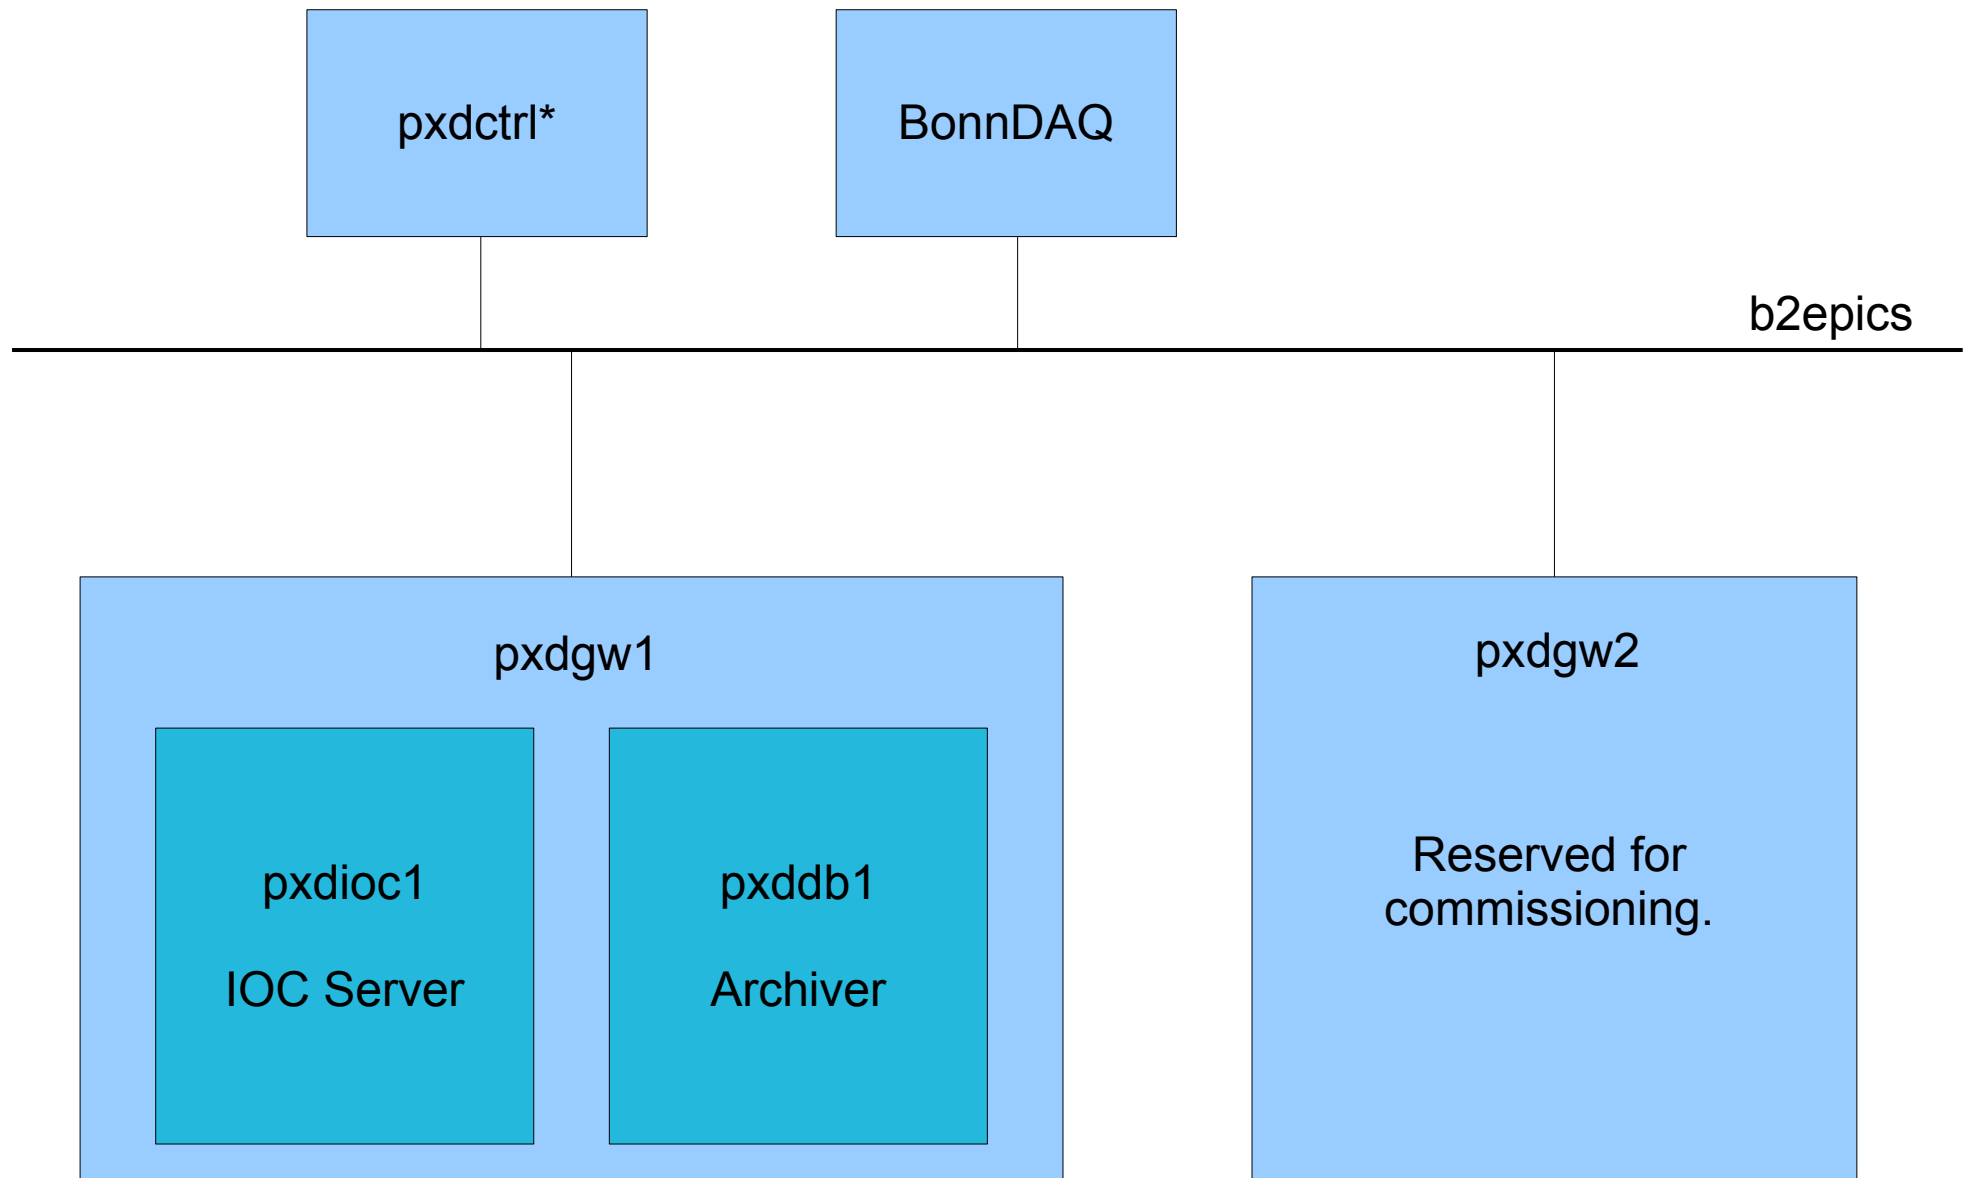 pxdctrl*
BonnDAQ
b2epics
pxdgw1
pxdgw2
pxdioc1
IOC Server
pxddb1
Archiver
Reserved for
commissioning.